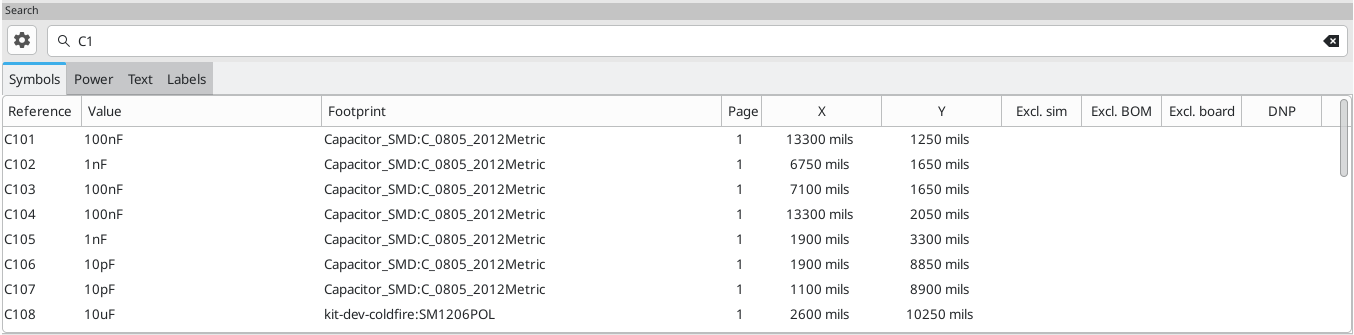 Search
C1
Symbols Power Text Labels
Reference Value Footprint Page X Y Excl. sim Excl. BOM Excl. board DNP
C101 100nF Capacitor_SMD:C_0805_2012Metric 1 13300 mils 1250 mils
C102 1nF Capacitor_SMD:C_0805_2012Metric 1 6750 mils 1650 mils
C103 100nF Capacitor_SMD:C_0805_2012Metric 1 7100 mils 1650 mils
C104 100nF Capacitor_SMD:C_0805_2012Metric 1 13300 mils 2050 mils
C105 1nF Capacitor_SMD:C_0805_2012Metric 1 1900 mils 3300 mils
C106 10pF Capacitor_SMD:C_0805_2012Metric 1 1900 mils 8850 mils
C107 10pF Capacitor_SMD:C_0805_2012Metric 1 1100 mils 8900 mils
C108 10uF kit-dev-coldfire:SM1206POL 1 2600 mils 10250 mils